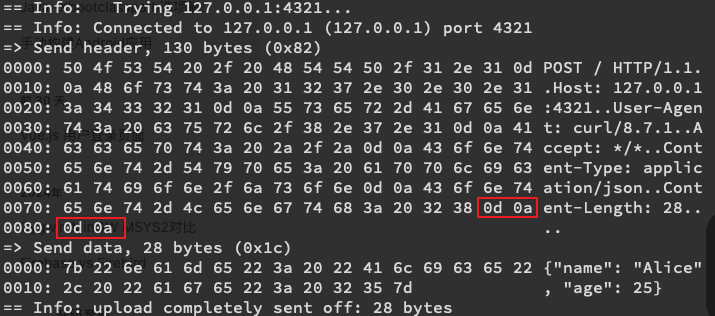 == Info:   Trying 127.0.0.1:4321...
== Info: Connected to 127.0.0.1 (127.0.0.1) port 4321
=> Send header, 130 bytes (0x82)
0000: 50 4f 53 54 20 2f 20 48 54 54 50 2f 31 2e 31 0d POST / HTTP/1.1.
0010: 0a 48 6f 73 74 3a 20 31 32 37 2e 30 2e 30 2e 31 .Host: 127.0.0.1
0020: 3a 34 33 32 31 0d 0a 55 73 65 72 2d 41 67 65 6e :4321..User-Agen
0030: 74 3a 20 63 75 72 6c 2f 38 2e 37 2e 31 0d 0a 41 t: curl/8.7.1..A
0040: 63 63 65 70 74 3a 20 2a 2f 2a 0d 0a 43 6f 6e 74 ccept: */*..Cont
0050: 65 6e 74 2d 54 79 70 65 3a 20 61 70 70 6c 69 63 ent-Type: applic
0060: 61 74 69 6f 6e 2f 6a 73 6f 6e 0d 0a 43 6f 6e 74 ation/json..Cont
0070: 65 6e 74 2d 4c 65 6e 67 74 68 3a 20 32 38 0d 0a ent-Length: 28..
0080: 0d 0a ..
=> Send data, 28 bytes (0x1c)
0000: 7b 22 6e 61 6d 65 22 3a 20 22 41 6c 69 63 65 22 {"name": "Alice"
0010: 2c 20 22 61 67 65 22 3a 20 32 35 7d , "age": 25}
== Info: upload completely sent off: 28 bytes